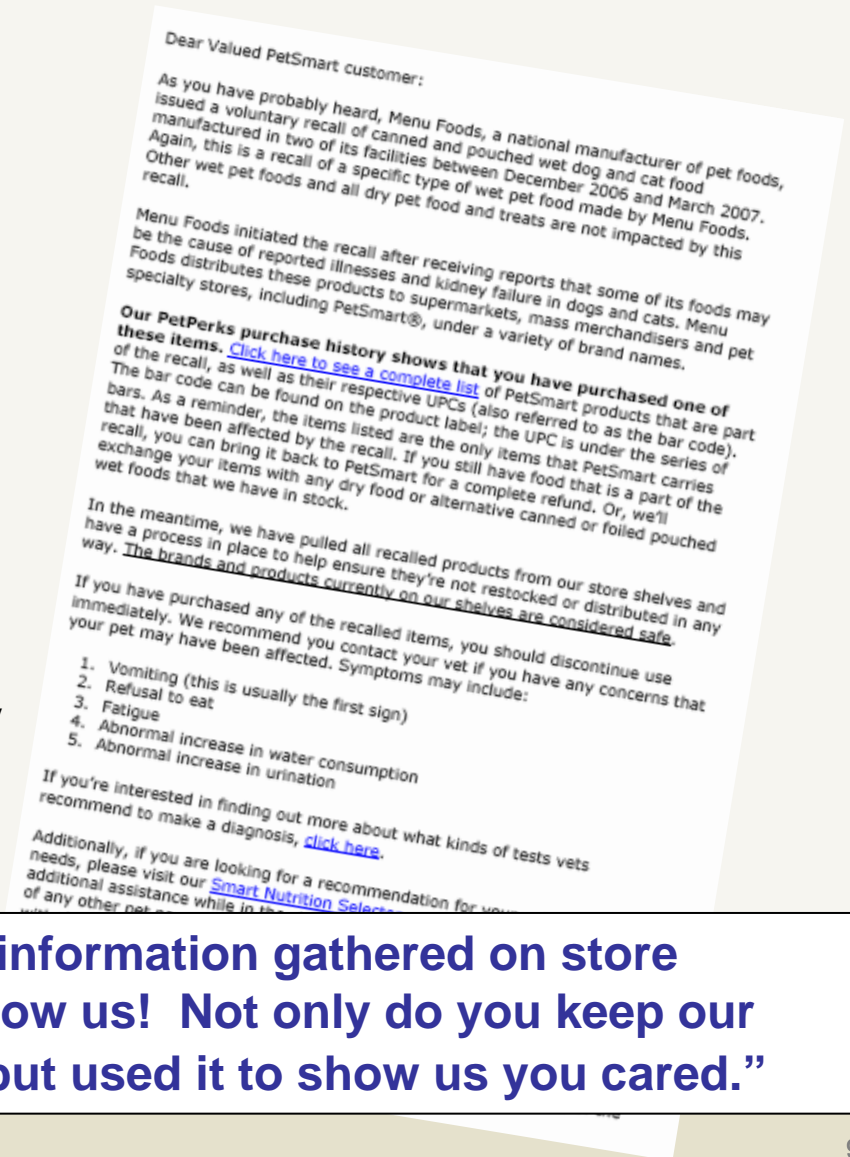 Dear Valued PetSmart customer:
As you have probably heard, Menu Foods, a national manufacturer of pet foods,
issued a voluntary recall of canned and pouched wet dog and cat food
manufactured in two of its facilities between December 2006 and March 2007.
Again, this is a recall of a specific type of wet pet food made by Menu Foods.
Other wet pet foods and all dry pet food and treats are not impacted by this
recall.
Menu Foods initiated the recall after receiving reports that some of its foods may
be the cause of reported illnesses and kidney failure in dogs and cats. Menu
Foods distributes these products to supermarkets, mass merchandisers and pet
specialty stores, including PetSmart®, under a variety of brand names.
Our PetPerks purchase history shows that you have purchased one of
these items. Click here to see a complete list of PetSmart products that are part
of the recall, as well as their respective UPCs (also referred to as the bar code).
The bar code can be found on the product label; the UPC is under the series of
bars. As a reminder, the items listed are the only items that PetSmart carries
that have been affected by the recall. If you still have food that is a part of the
recall, you can bring it back to PetSmart for a complete refund. Or, we'll
exchange your items with any dry food or alternative canned or foiled pouched
wet foods that we have in stock.
In the meantime, we have pulled all recalled products from our store shelves and
have a process in place to help ensure they're not restocked or distributed in any
way. The brands and products currently on our shelves are considered safe.
If you have purchased any of the recalled items, you should discontinue use
immediately. We recommend you contact your vet if you have any concerns that
your pet may have been affected. Symptoms may include:
1. Vomiting (this is usually the first sign)
2. Refusal to eat
3. Fatigue
4. Abnormal increase in water consumption
5. Abnormal increase in urination
If you're interested in finding out more about what kinds of tests vets
recommend to make a diagnosis, click here.
Additionally, if you are looking for a recommendation for your
needs, please visit our Smart Nutrition Selector
additional assistance while in the
of any other pet
information gathered on store
ow us! Not only do you keep our
out used it to show us you cared.”